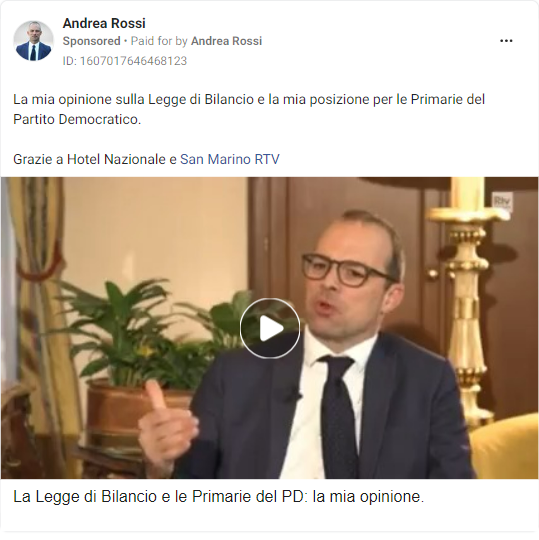 Andrea Rossi
Sponsored • Paid for by Andrea Rossi
ID: 1607017646468123
La mia opinione sulla Legge di Bilancio e la mia posizione per le Primarie del
Partito Democratico.
Grazie a Hotel Nazionale e San Marino RTV
Rtv
La Legge di Bilancio e le Primarie del PD: la mia opinione.